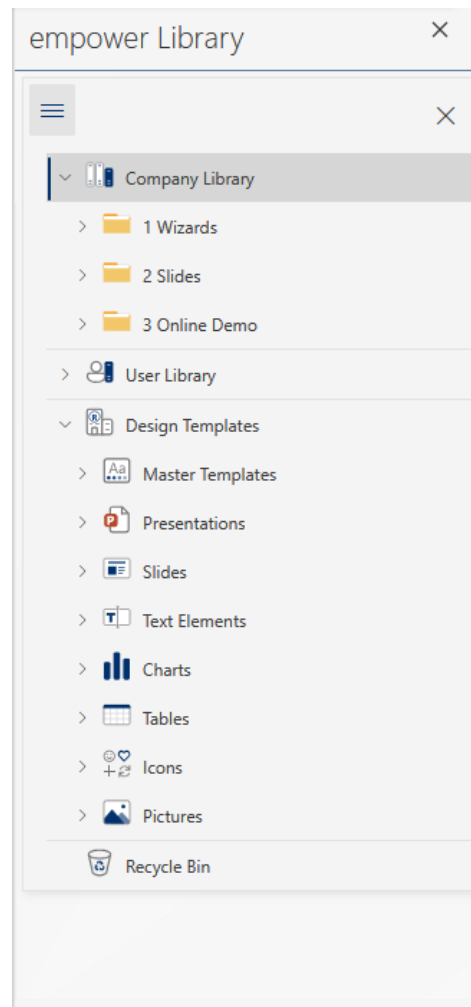 empower Library
Company Library
1 Wizards
2 Slides
3 Online Demo
User Library
Design Templates
Master Templates
Presentations
Slides
Text Elements
Charts
Tables
Icons
Pictures
Recycle Bin